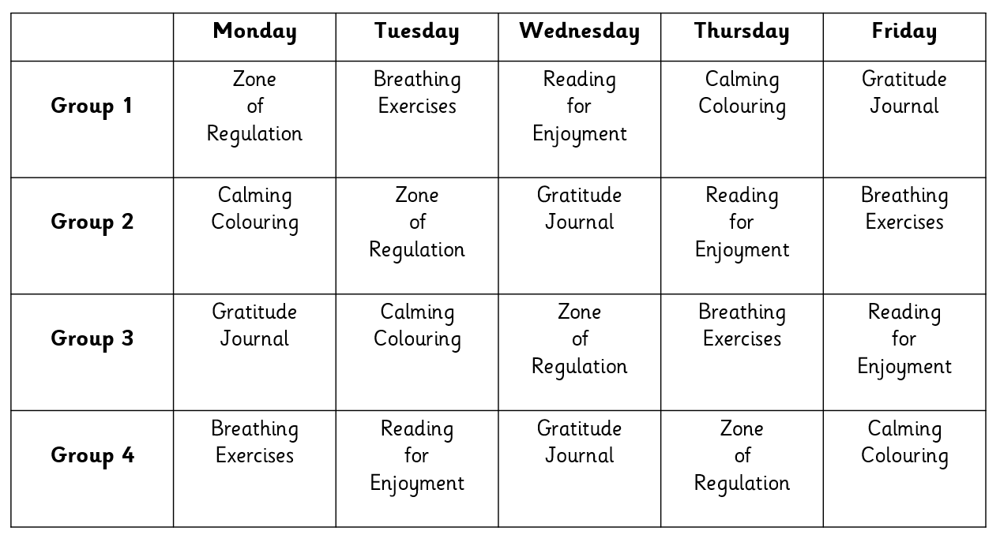 Monday Tuesday Wednesday Thursday Friday
Group 1
Zone
of
Regulation
Breathing
Exercises
Reading
for
Enjoyment
Calming
Colouring
Gratitude
Journal
Group 2
Calming
Colouring
Zone
of
Regulation
Gratitude
Journal
Reading
for
Enjoyment
Breathing
Exercises
Group 3
Gratitude
Journal
Calming
Colouring
Zone
of
Regulation
Breathing
Exercises
Reading
for
Enjoyment
Group 4
Breathing
Exercises
Reading
for
Enjoyment
Gratitude
Journal
Zone
of
Regulation
Calming
Colouring